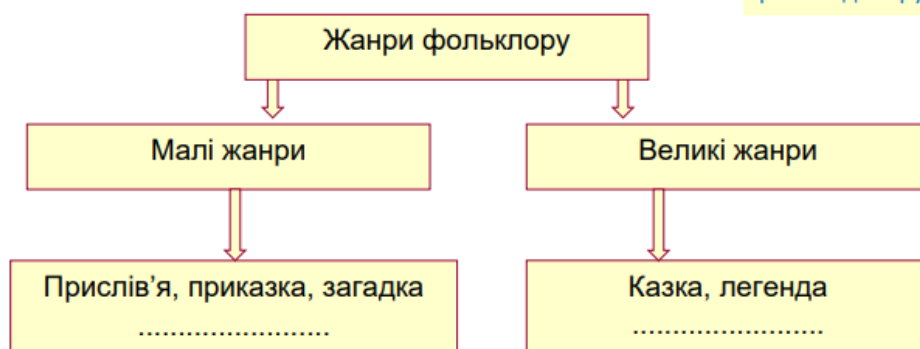 Жанри фольклору
Малі жанри
Великі жанри
Прислів’я, приказка, загадка
........................
Казка, легенда
........................